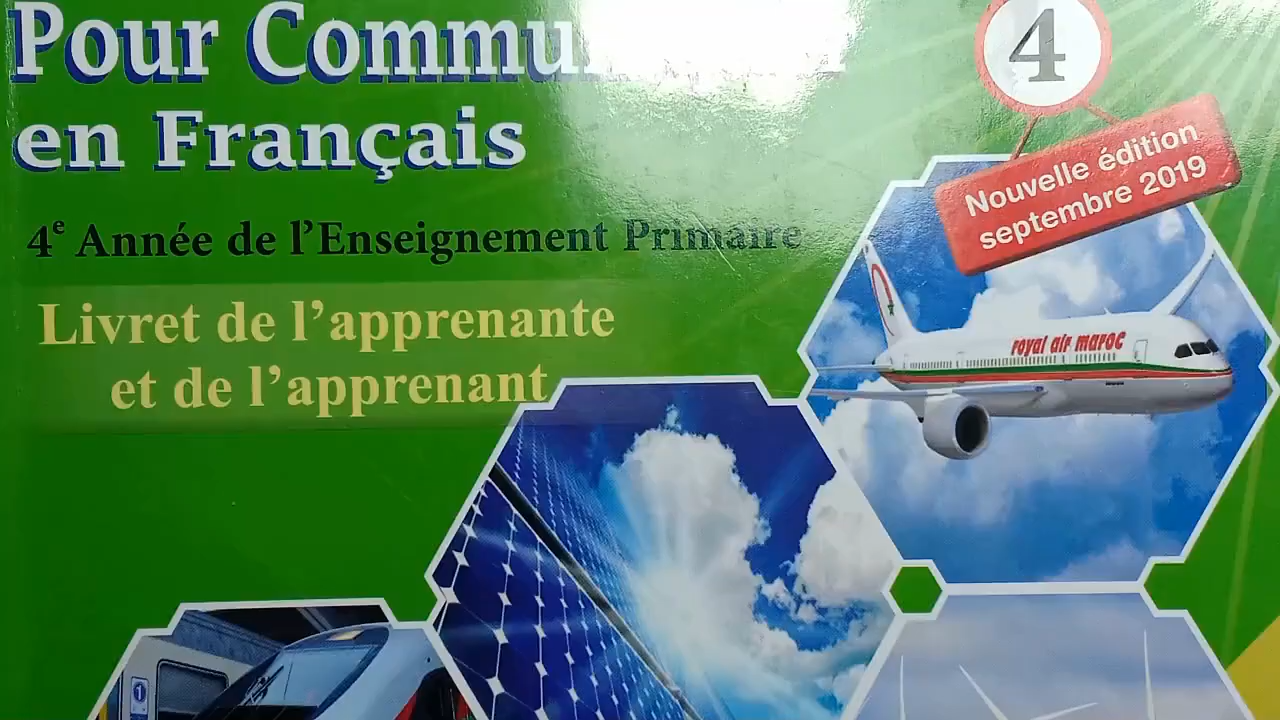 Pour
en Français
4
Nouvelle édition
septembre 2019
4e Année de l'Enseignement Primaire
Livret de l'apprenante
et de l'apprenant
royal air maroc
1